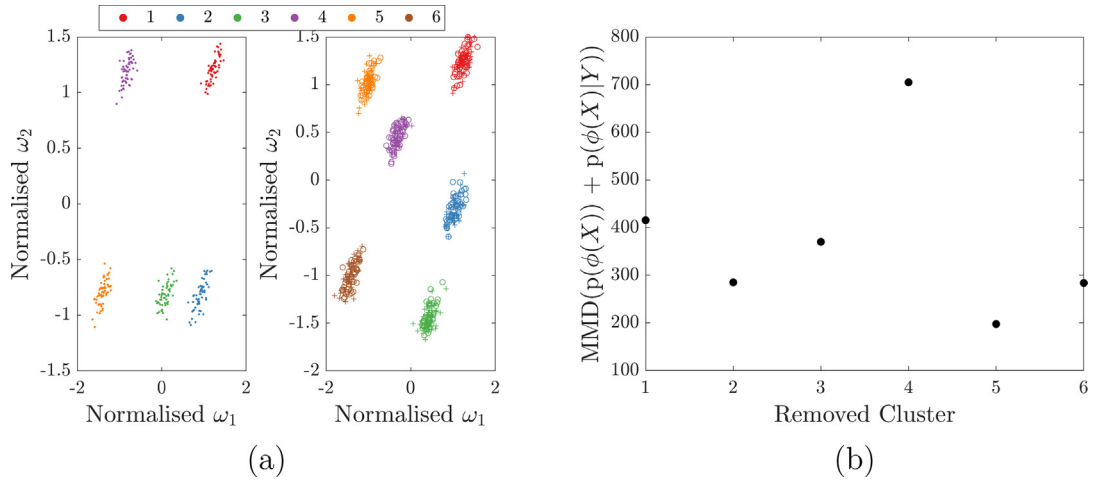 1 2 3 4 5 6
1.5
1
0.5
0
-0.5
-1
-1.5
-2 0 2
Normalised ω₂
Normalised ω₁
1.5
1
0.5
0
-0.5
-1
-1.5
-2
-2 0 2
Normalised ω₂
Normalised ω₁
(a)
800
700
600
500
400
300
200
100
1 2 3 4 5 6
MMD(p(ϕ(X)) + p(ϕ(X)|Y))
Removed Cluster
(b)